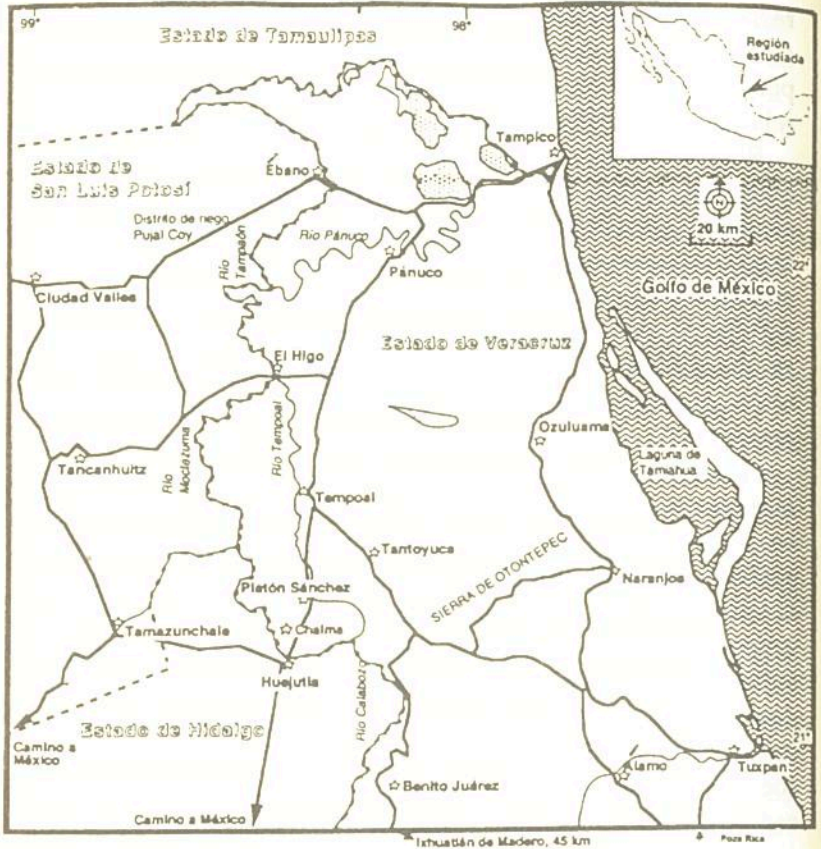 99°
98°
Estado de Tamaulipas
Región
estudiada
Tampico
Ébano
Estado de
San Luis Potosí
Distrito de riego
Pujal Coy
Río Pánuco
Río
Tampaón
Pánuco
20 km
N
22°
Ciudad Valles
Golfo de México
Estado de Veracruz
El Higo
Ozuluama
Laguna de
Tamiahua
Río
Moctezuma
Río Tempoal
Tancanhuitz
Tempoal
Tantoyuca
SIERRA DE OTONTEPEC
Naranjos
Platón Sánchez
Chalma
Tamazunchale
Huejutla
Río Calaboz
Estado de Hidalgo
Camino a
México
21°
Tuxpan
Álamo
Benito Juárez
Camino a México
Ixhuatlán de Madero, 45 km
Poza Rica